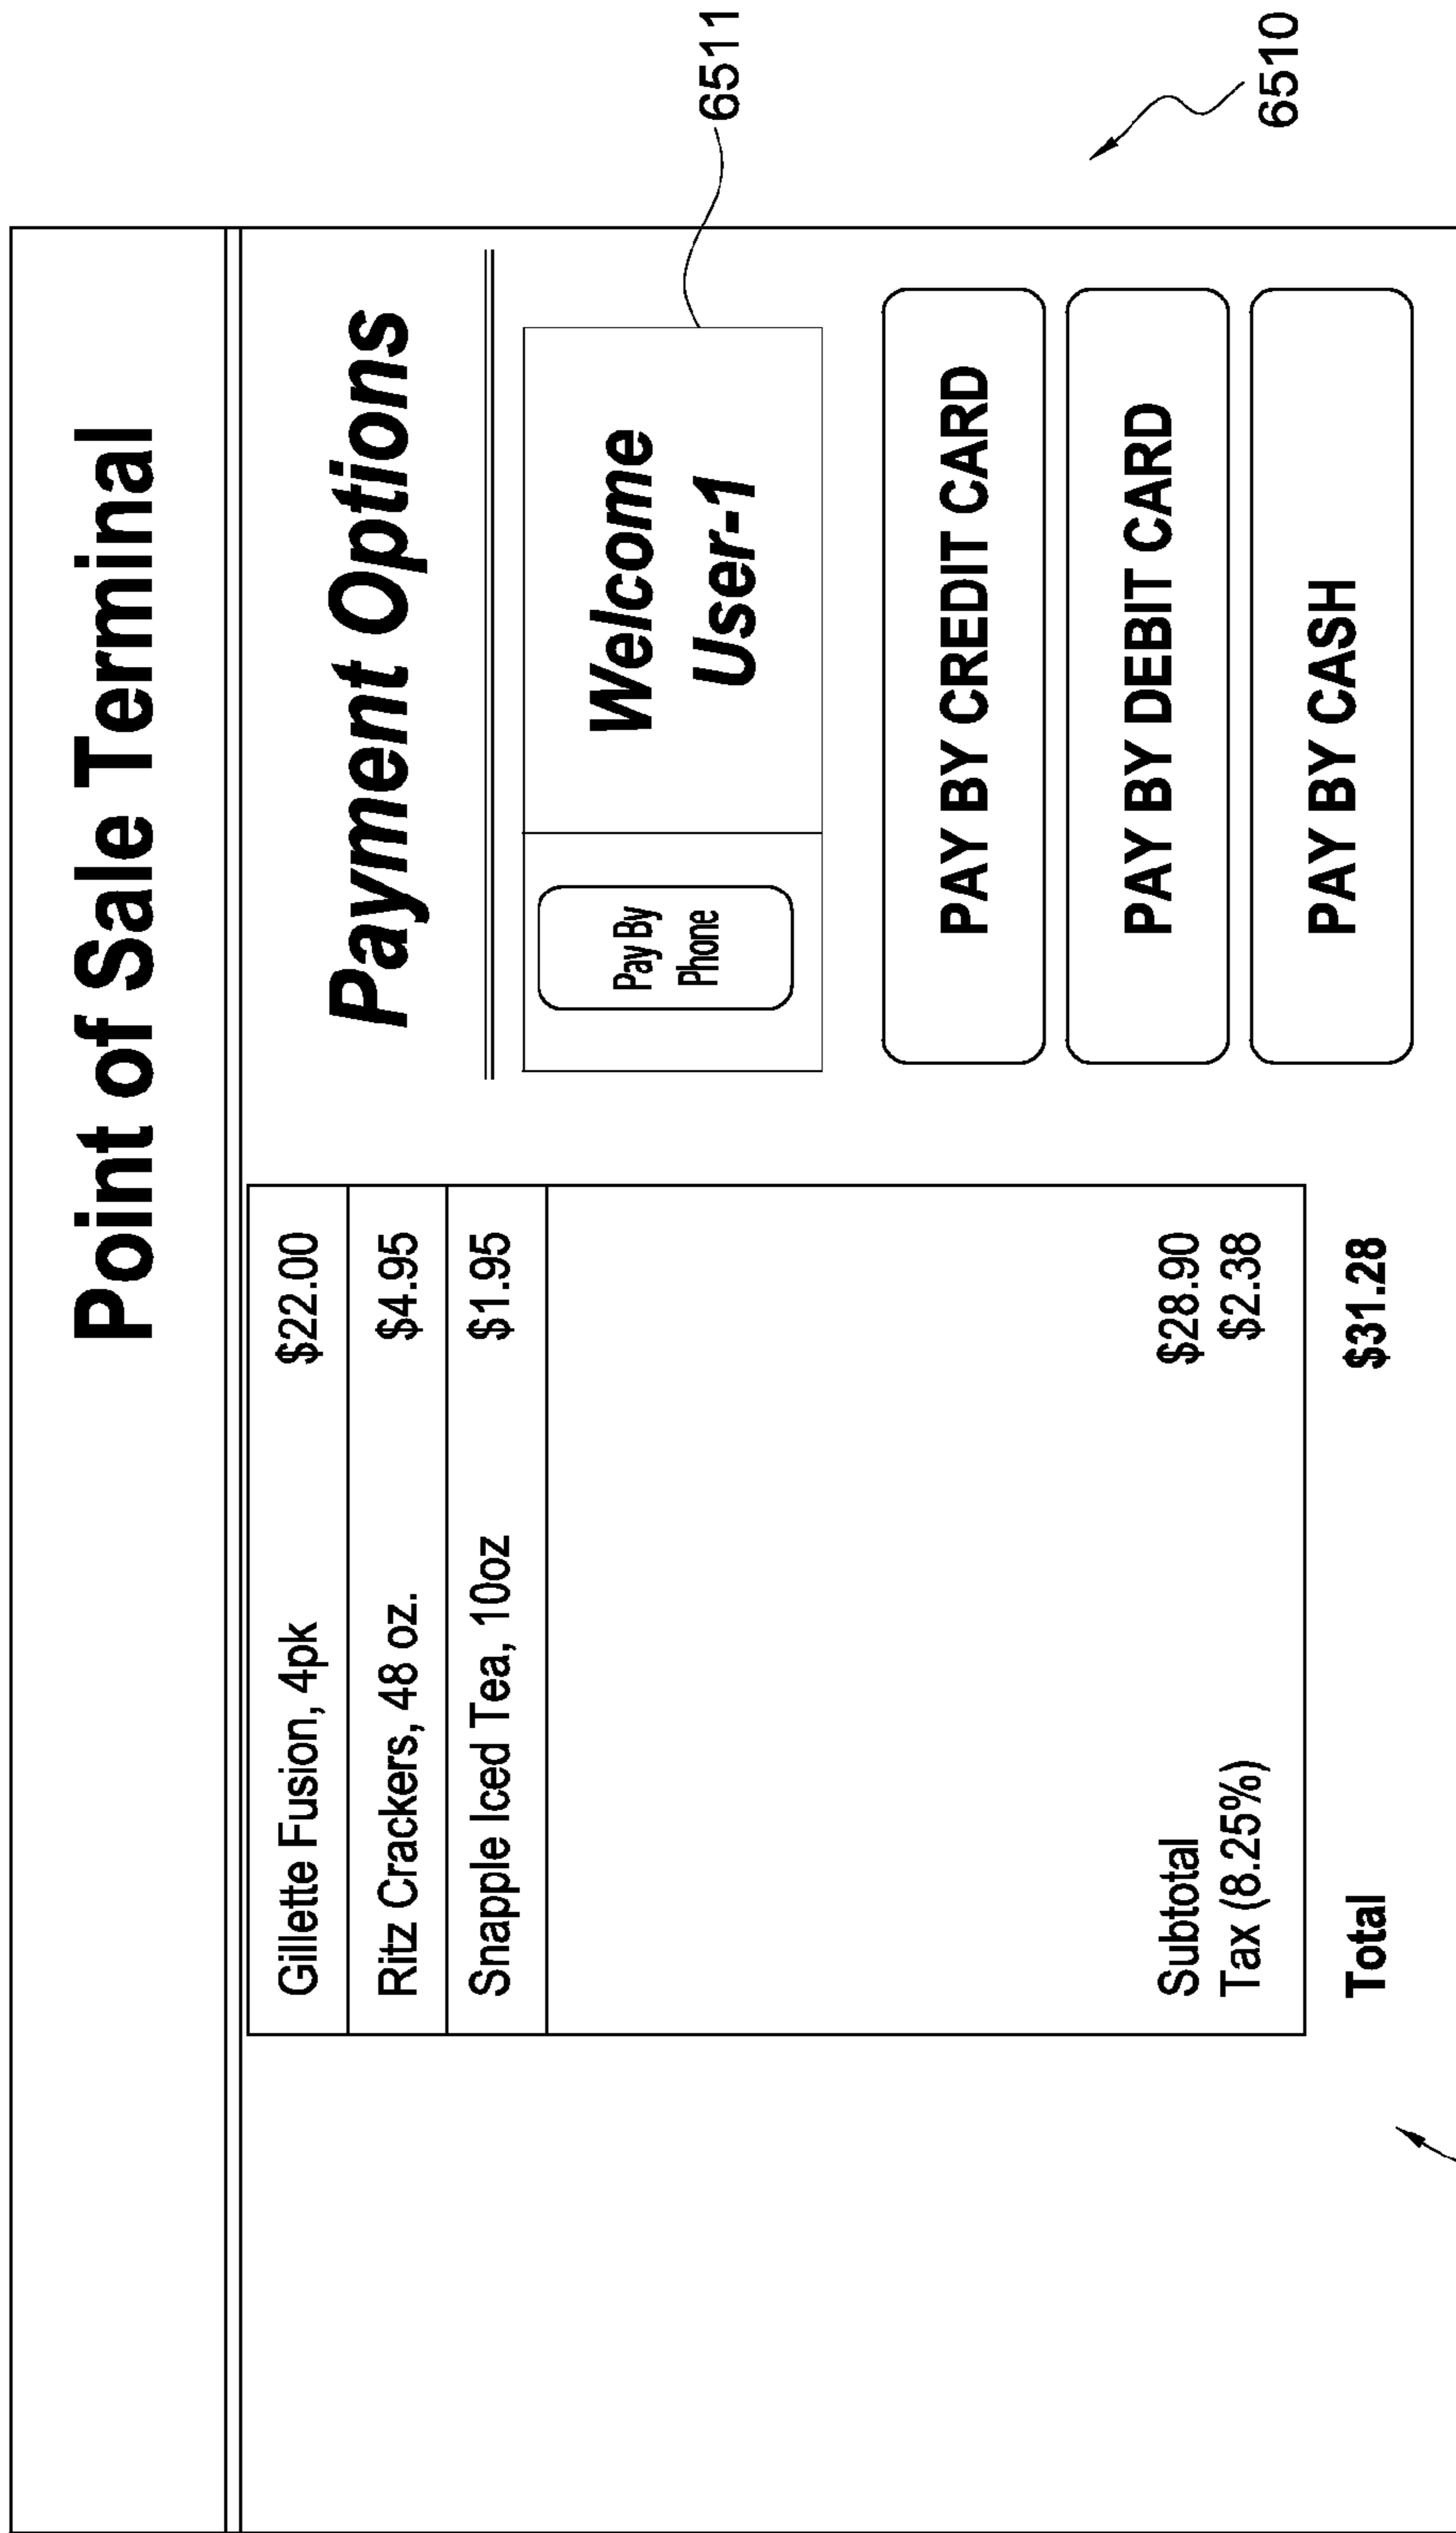 Point of Sale Terminal
Gillette Fusion, 4pk $22.00
Ritz Crackers, 48 oz. $4.95
Snapple Iced Tea, 10oz $1.95
Subtotal $28.90
Tax (8.25%) $2.38
Total $31.28
Payment Options
Pay By
Phone
Welcome
User-1
PAY BY CREDIT CARD
PAY BY DEBIT CARD
PAY BY CASH
6511
6510